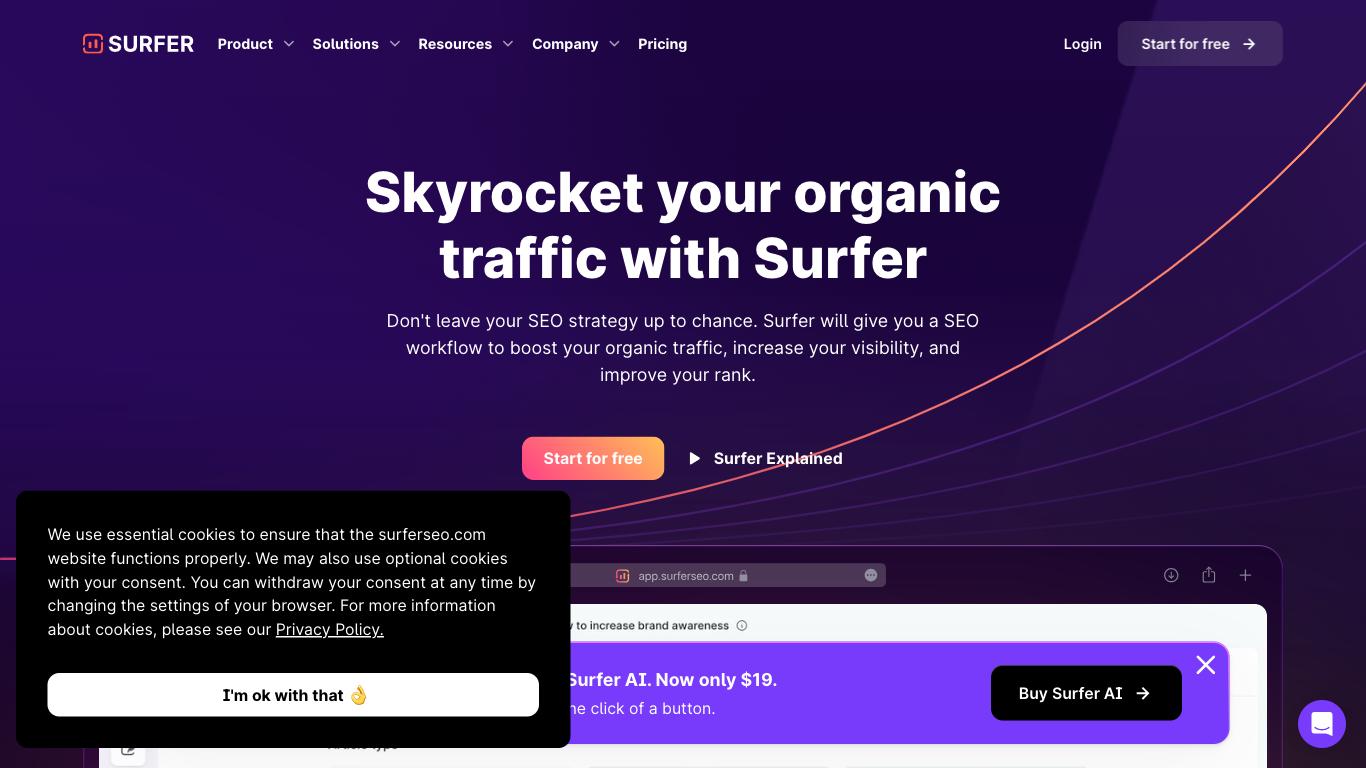 SURFER
Product
Solutions
Resources
Company
Pricing
Login
Start for free
Skyrocket your organic
traffic with Surfer
Don't leave your SEO strategy up to chance. Surfer will give you a SEO
workflow to boost your organic traffic, increase your visibility, and
improve your rank.
Start for free
Surfer Explained
We use essential cookies to ensure that the surferseo.com
website functions properly. We may also use optional cookies
with your consent. You can withdraw your consent at any time by
changing the settings of your browser. For more information
about cookies, please see our Privacy Policy.
I'm ok with that 👌
app.surferseo.com
to increase brand awareness
Surfer AI. Now only $19.
click of a button.
Buy Surfer AI